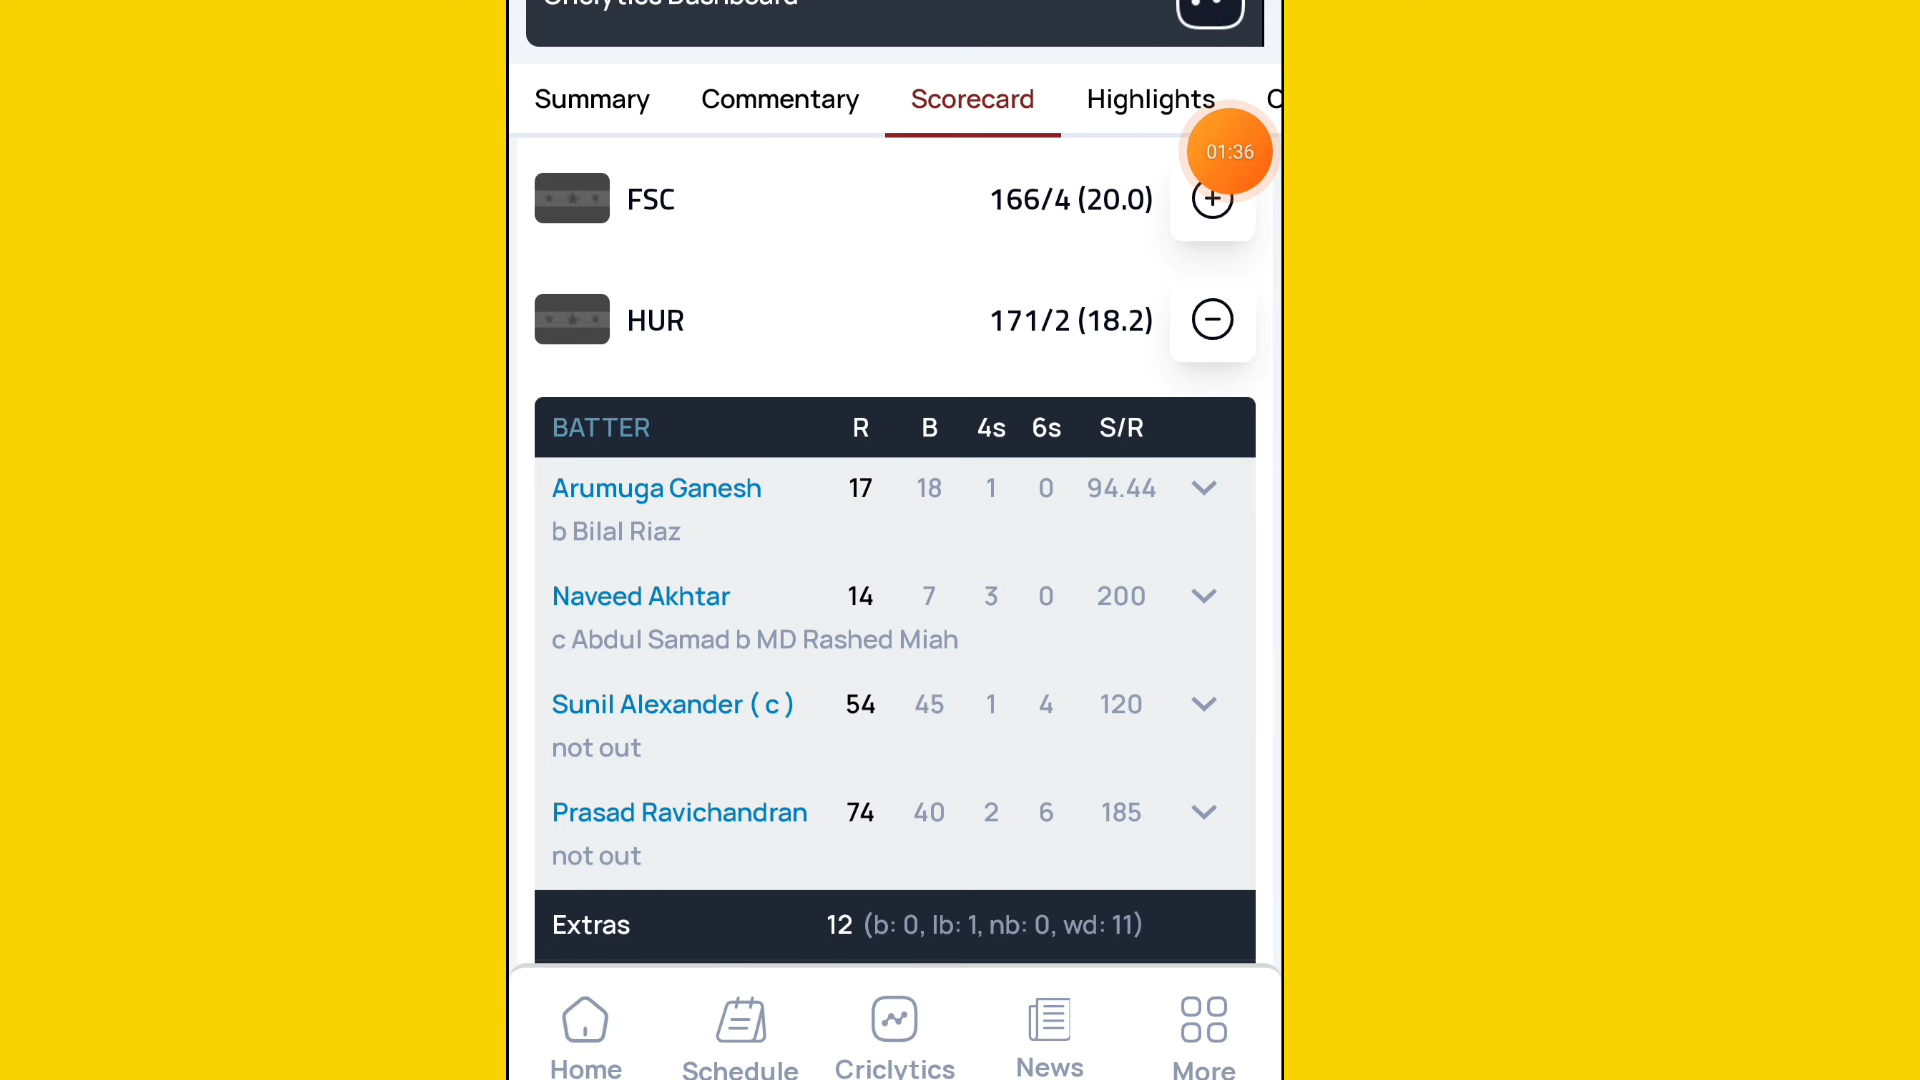 Criclytics Dashboard
Summary Commentary Scorecard Highlights C
01:36
FSC 166/4 (20.0)
HUR 171/2 (18.2)
BATTER R B 4s 6s S/R
Arumuga Ganesh 17 18 1 0 94.44
b Bilal Riaz
Naveed Akhtar 14 7 3 0 200
c Abdul Samad b MD Rashed Miah
Sunil Alexander ( c ) 54 45 1 4 120
not out
Prasad Ravichandran 74 40 2 6 185
not out
Extras 12 (b: 0, lb: 1, nb: 0, wd: 11)
Home Schedule Criclytics News More